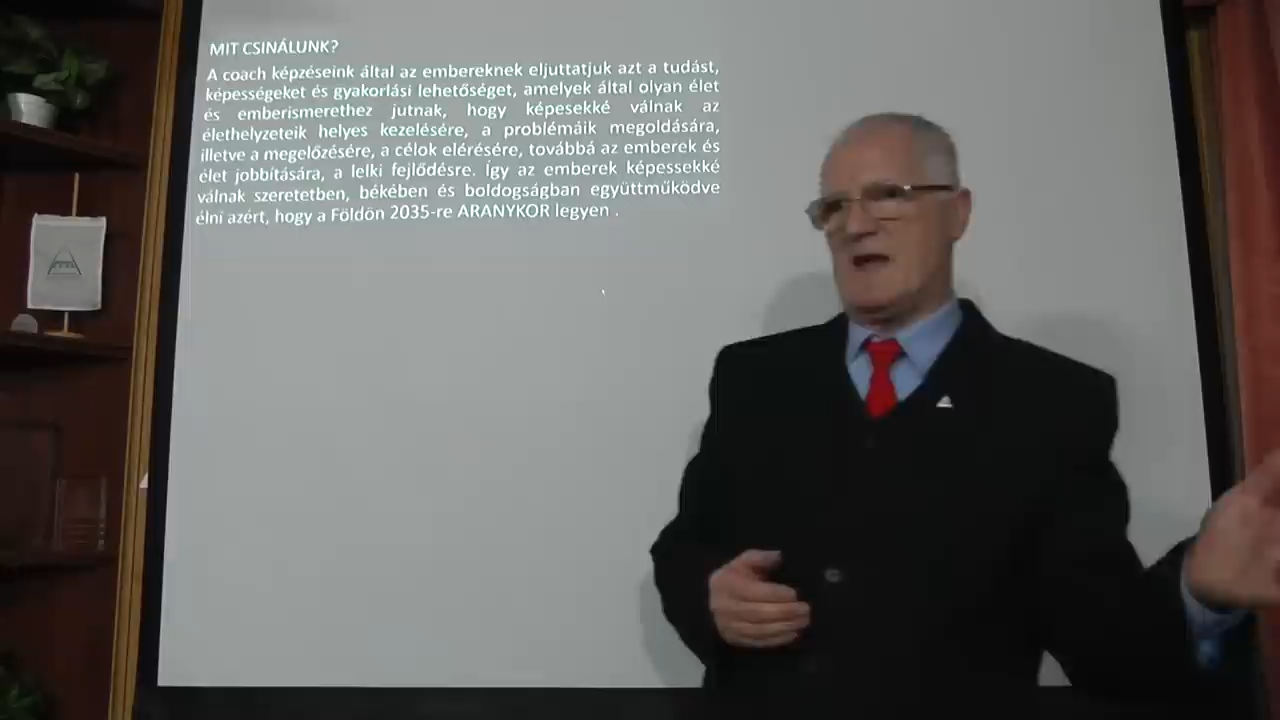 MIT CSINÁLUNK?
A coach képzéseink által az embereknek eljuttatjuk azt a tudást,
képességeket és gyakorlási lehetőséget, amelyek által olyan élet
és emberismerethez jutnak, hogy képesekké válnak az
élethelyzeteik helyes kezelésére, a problémáik megoldására,
illetve a megelőzésére, a célok elérésére, továbbá az emberek és
élet jobbítására, a lelki fejlődésre. Így az emberek képessekké
válnak szeretetben, békében és boldogságban együttműködve
élni azért, hogy a Földön 2035-re ARANYKOR legyen .